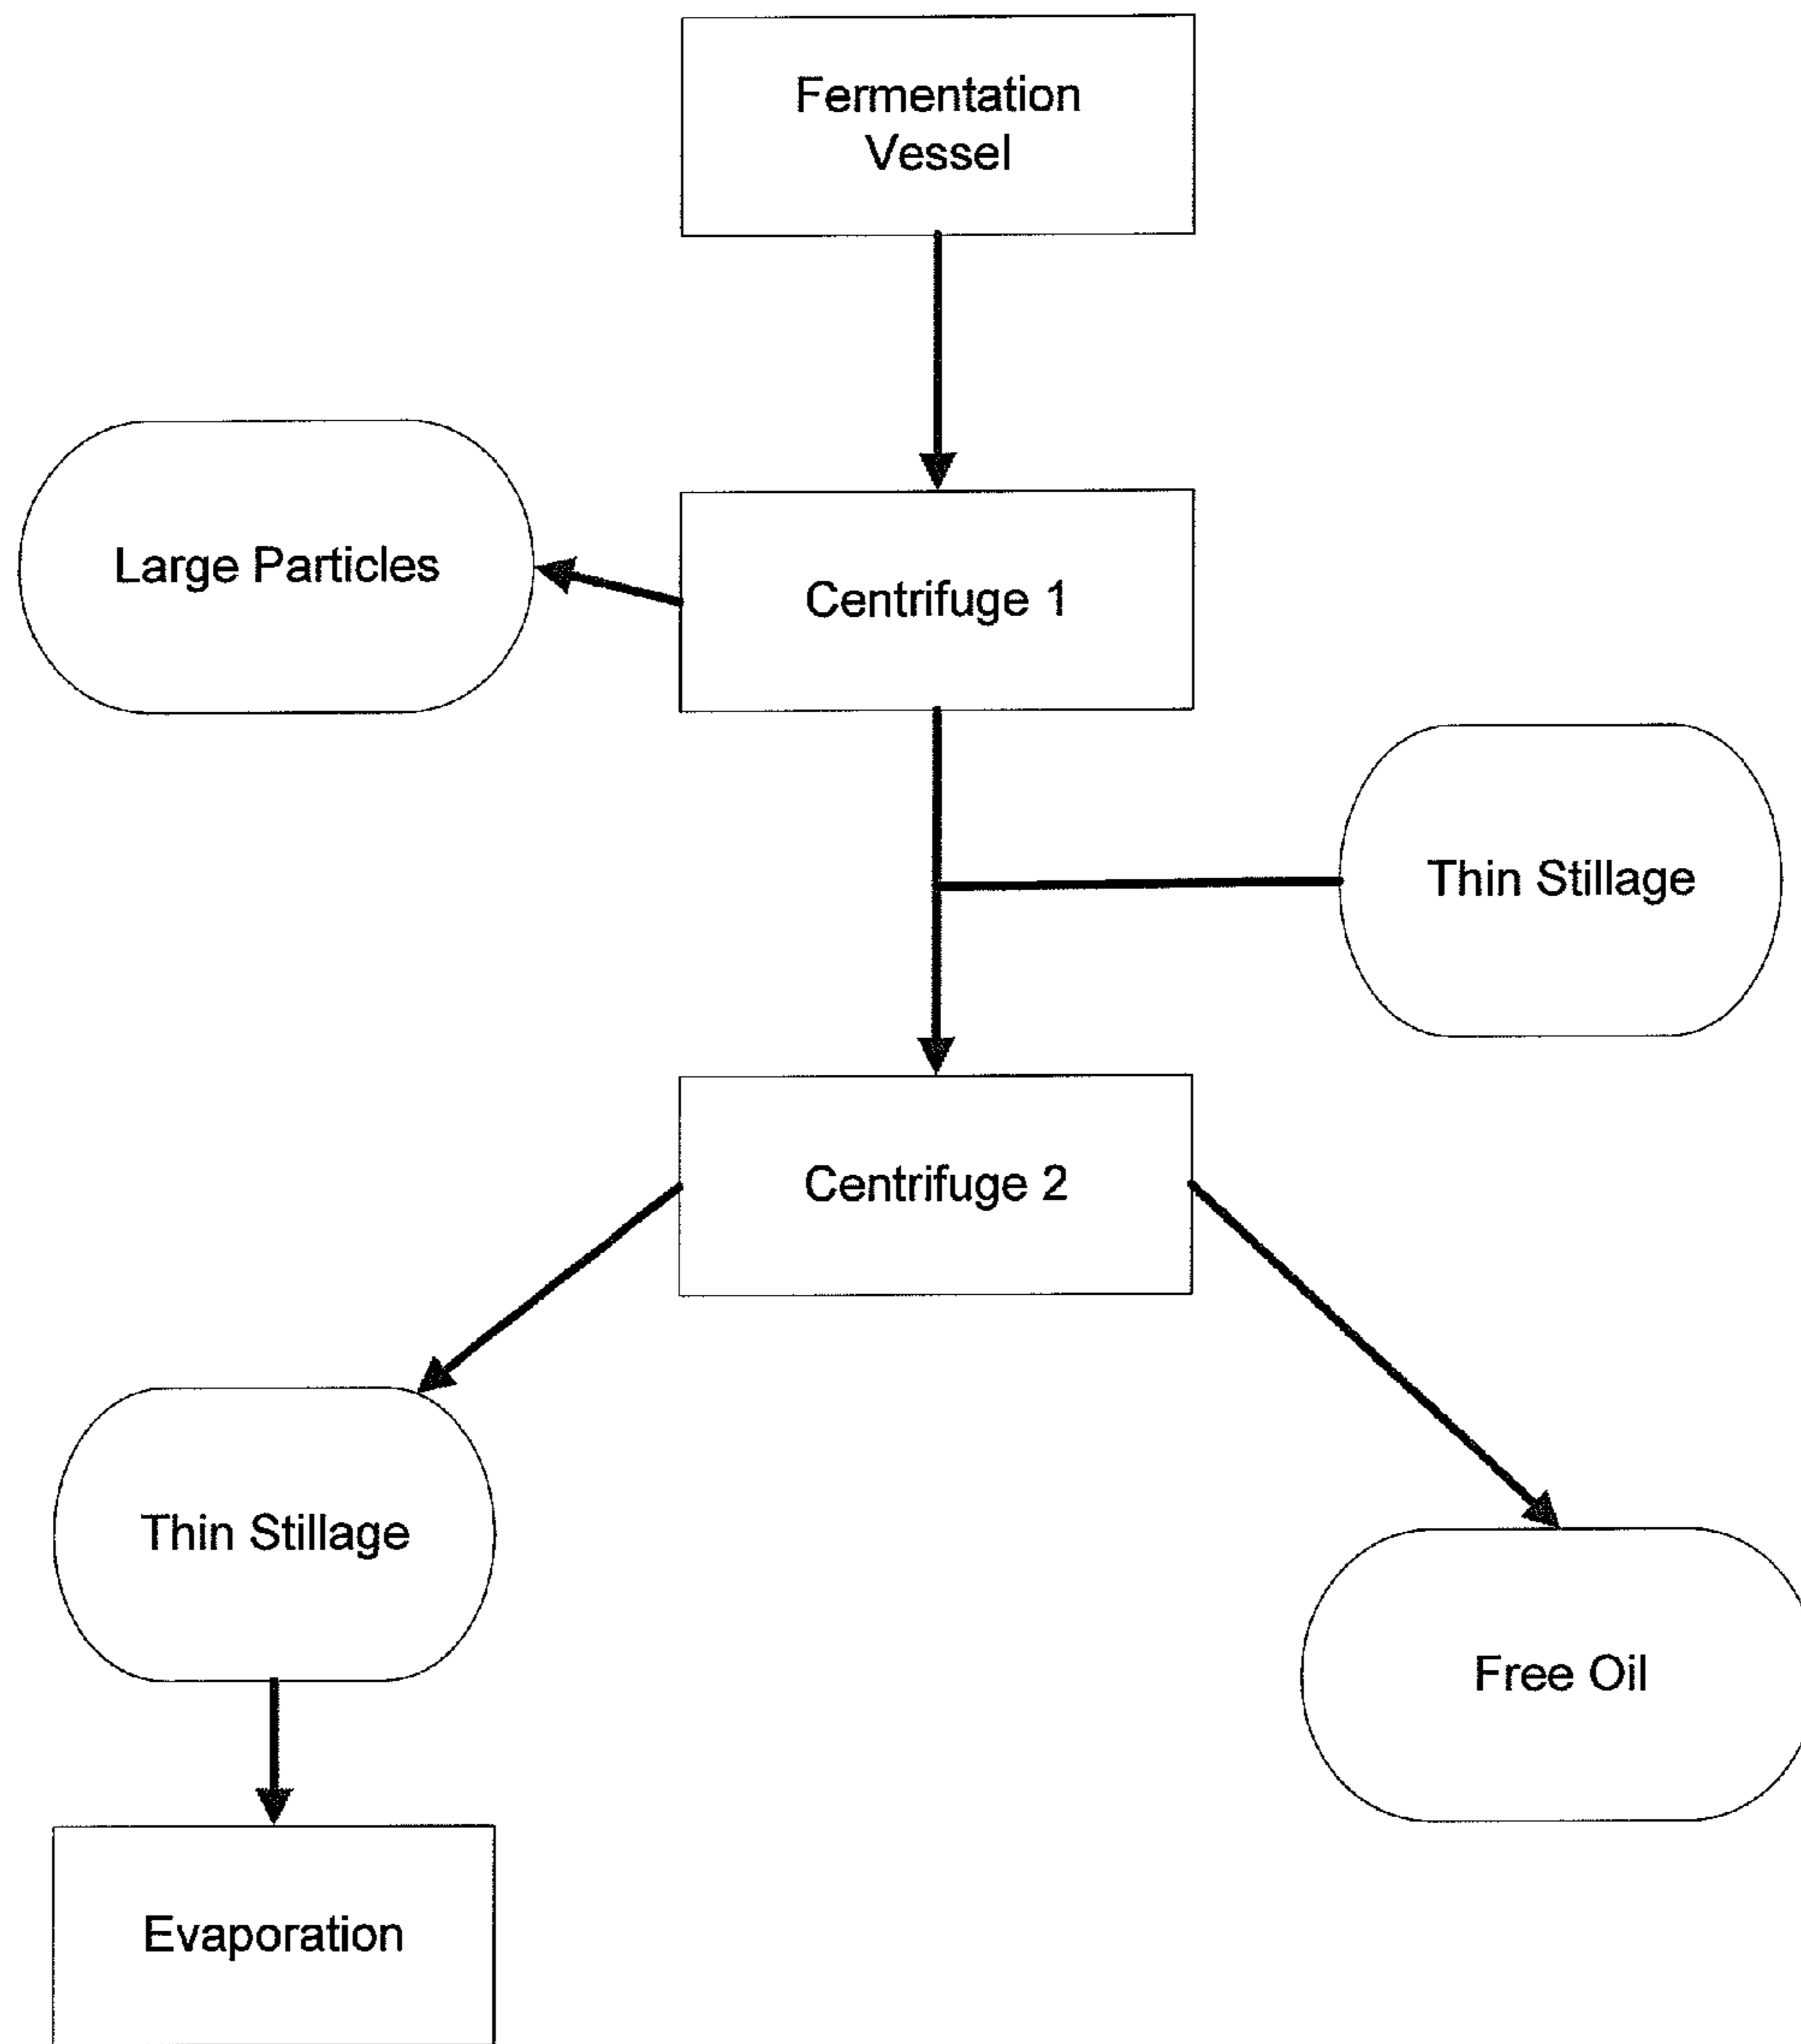 Fermentation
Vessel
Large Particles
Centrifuge 1
Thin Stillage
Centrifuge 2
Thin Stillage
Free Oil
Evaporation